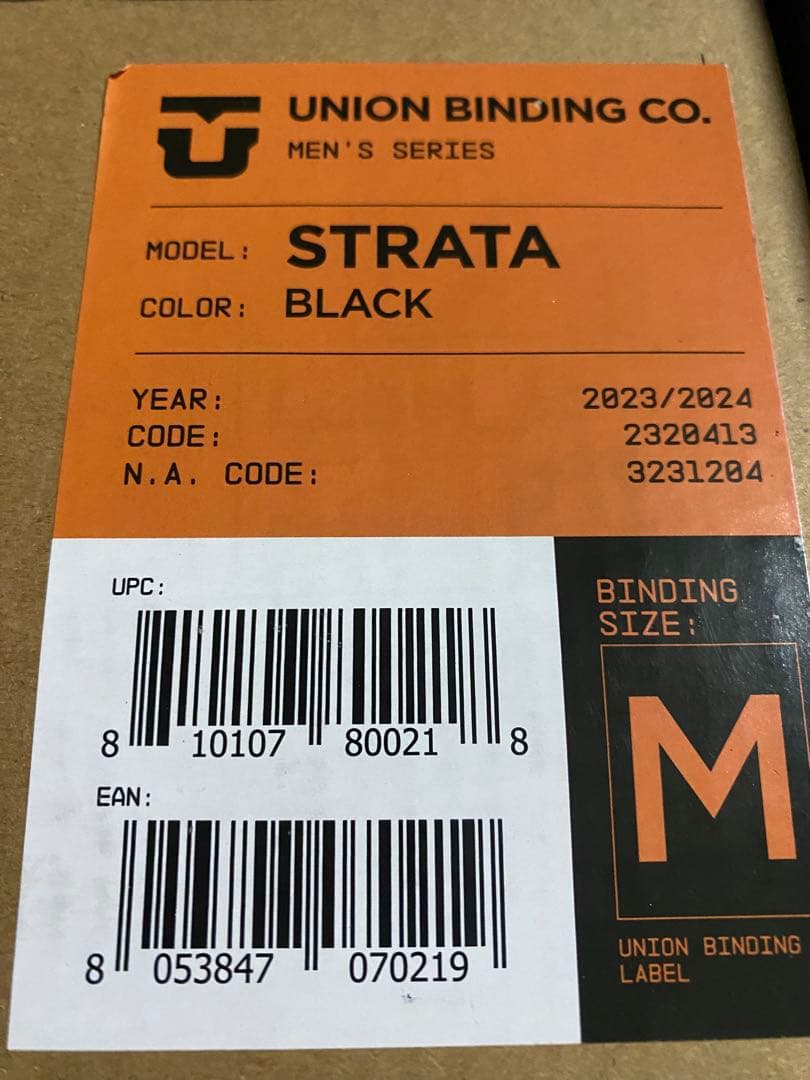 UNION BINDING CO.
MEN'S SERIES
MODEL: STRATA
COLOR: BLACK
YEAR: 2023/2024
CODE: 2320413
N.A. CODE: 3231204
UPC:
8 10107 80021 8
EAN:
8 053847 070219
BINDING
SIZE:
M
UNION BINDING
LABEL